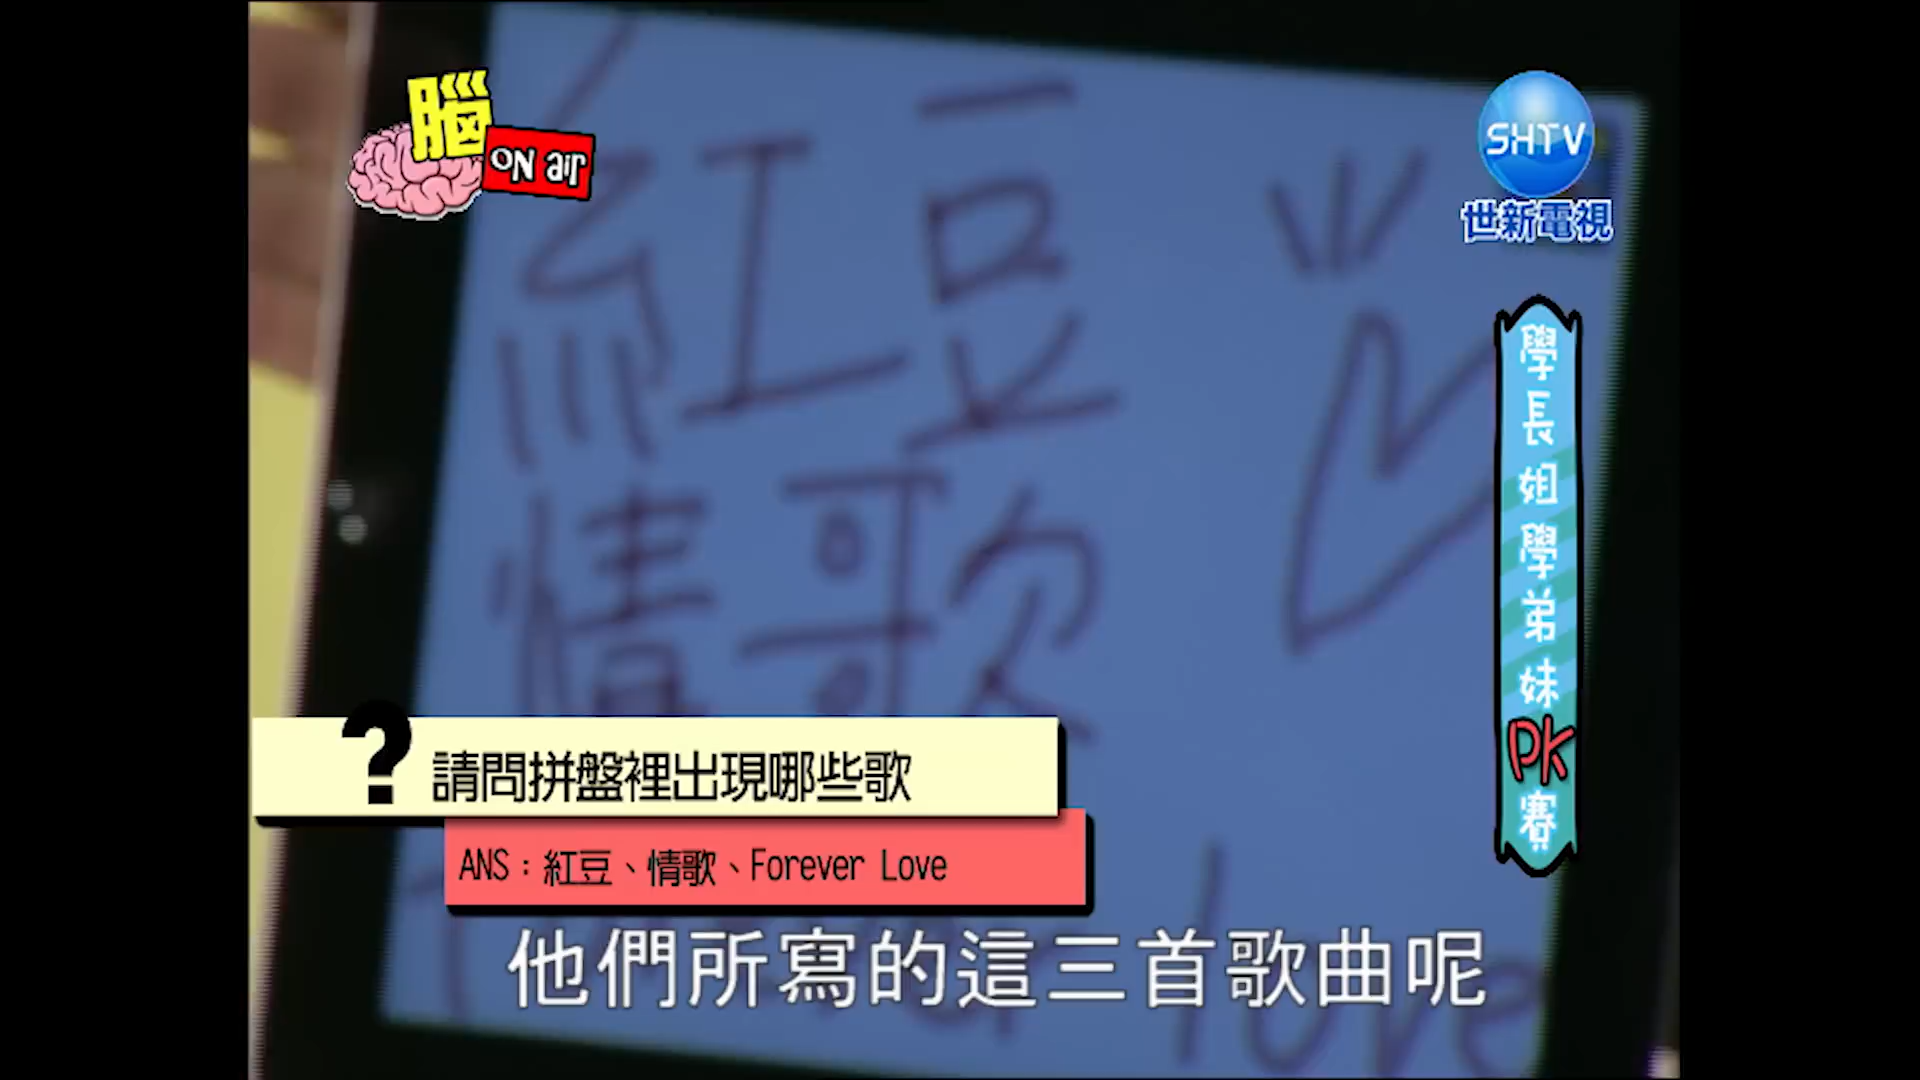 腦
ON air
SHTV
世新電視
紅豆
情歌
學長姐學弟妹PK賽
?請問拼盤裡出現哪些歌
ANS：紅豆、情歌、Forever Love
他們所寫的這三首歌曲呢
love